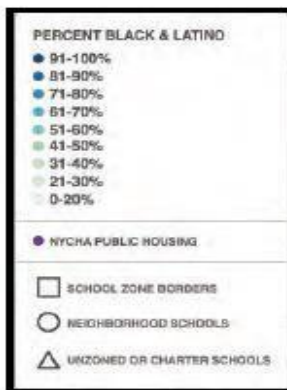 PERCENT BLACK & LATINO
91-100%
81-90%
71-80%
61-70%
51-60%
41-50%
31-40%
21-30%
0-20%
NYCHA PUBLIC HOUSING
SCHOOL ZONE BORDERS
NEIGHBORHOOD SCHOOLS
UNZONED OR CHARTER SCHOOLS